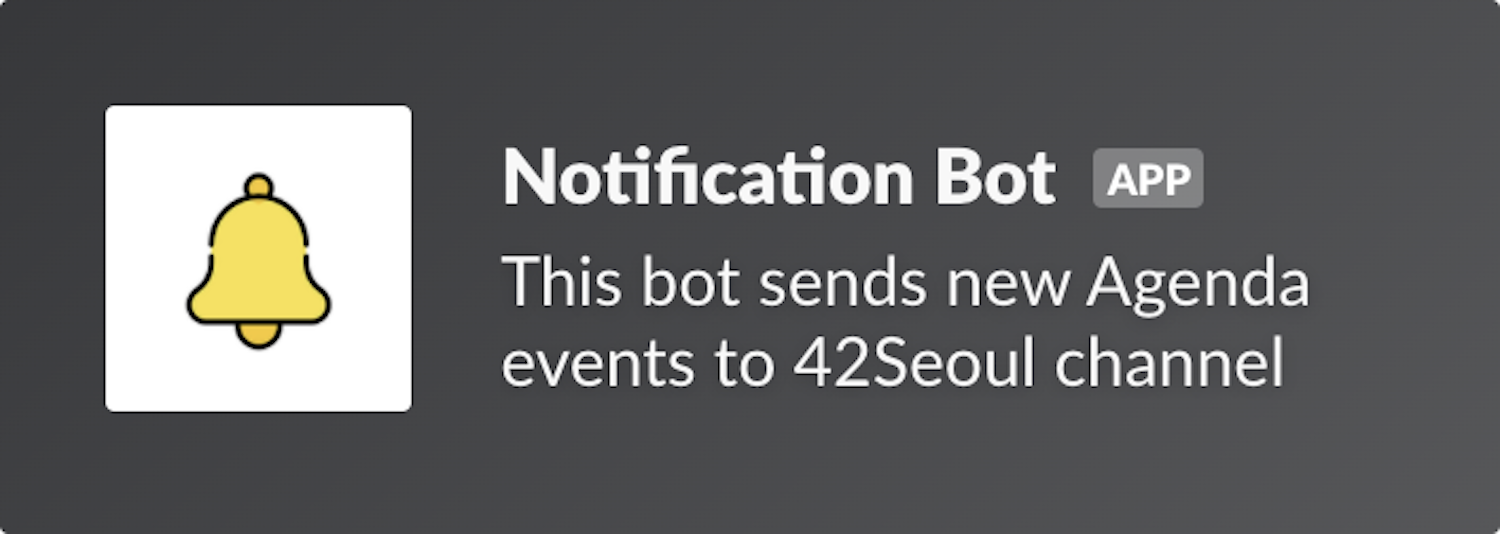 Notification Bot APP
This bot sends new Agenda
events to 42Seoul channel